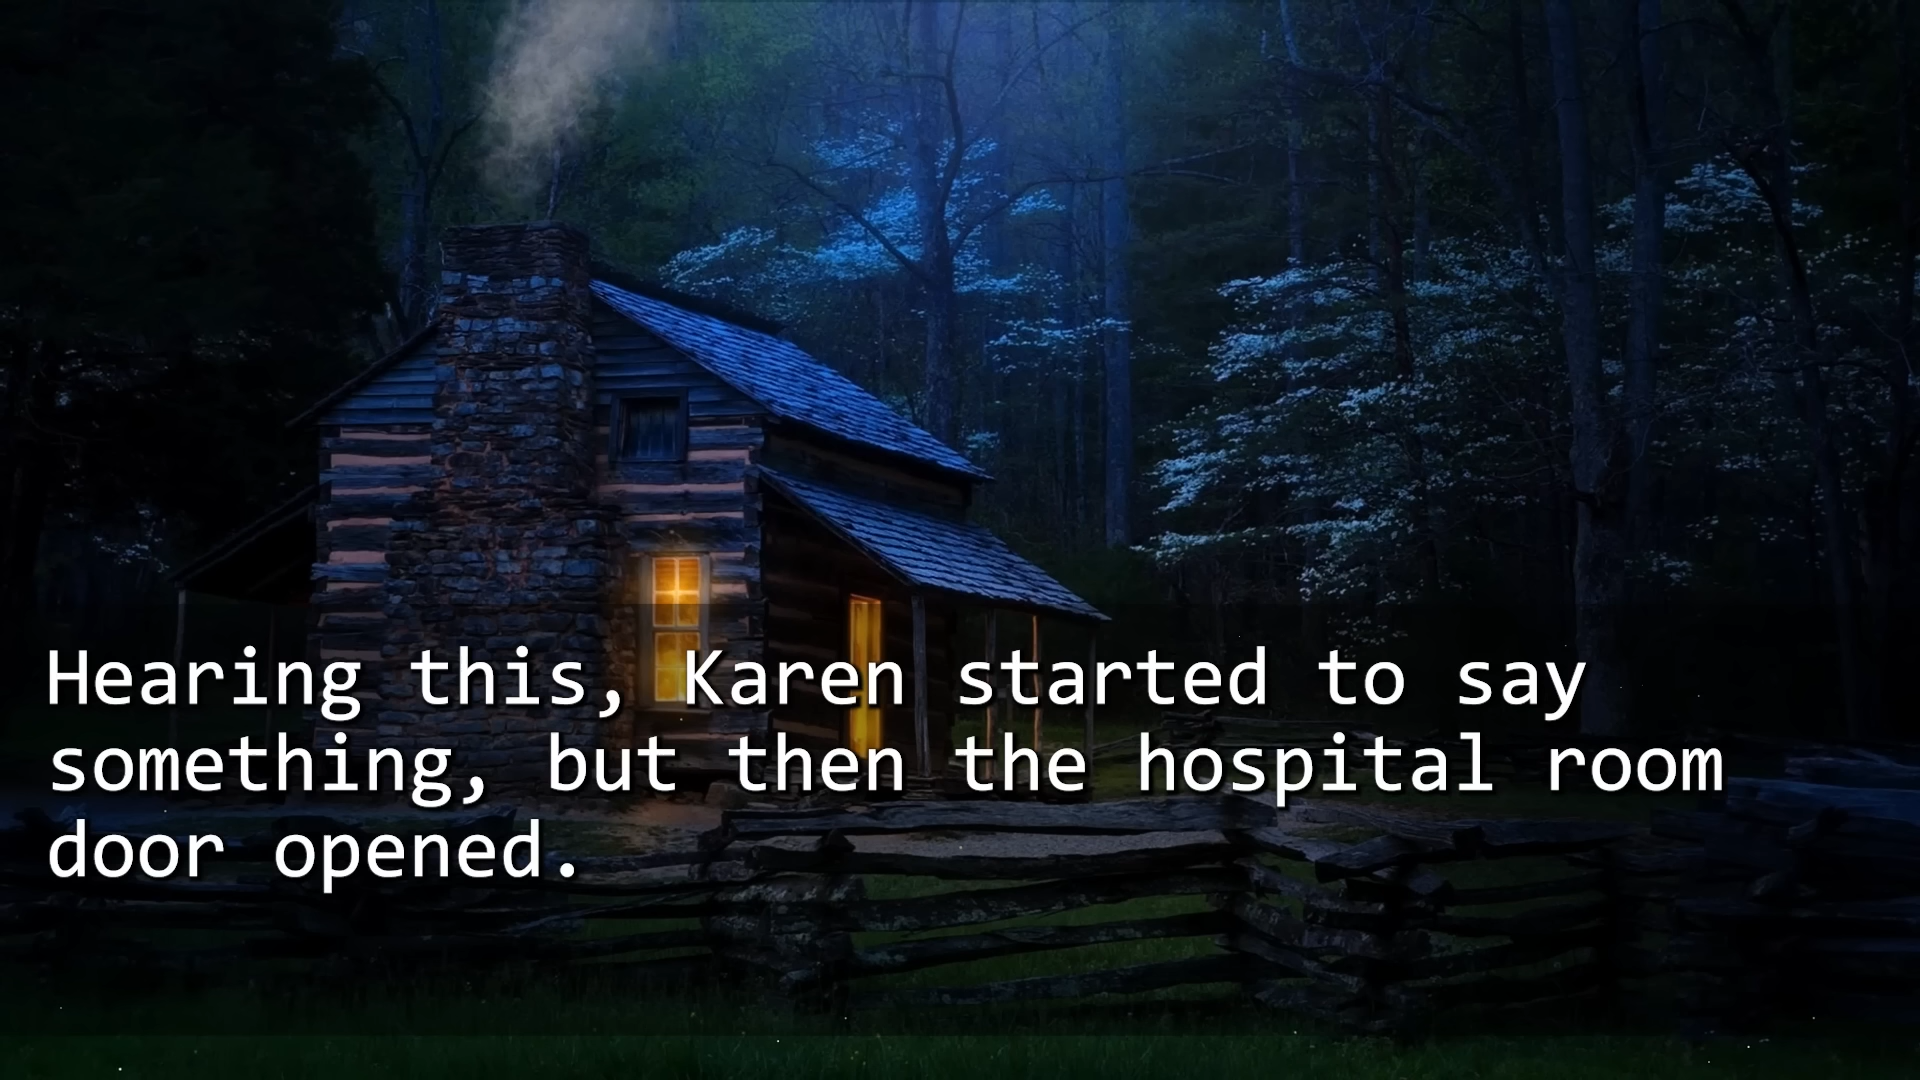 Hearing this, Karen started to say
something, but then the hospital room
door opened.